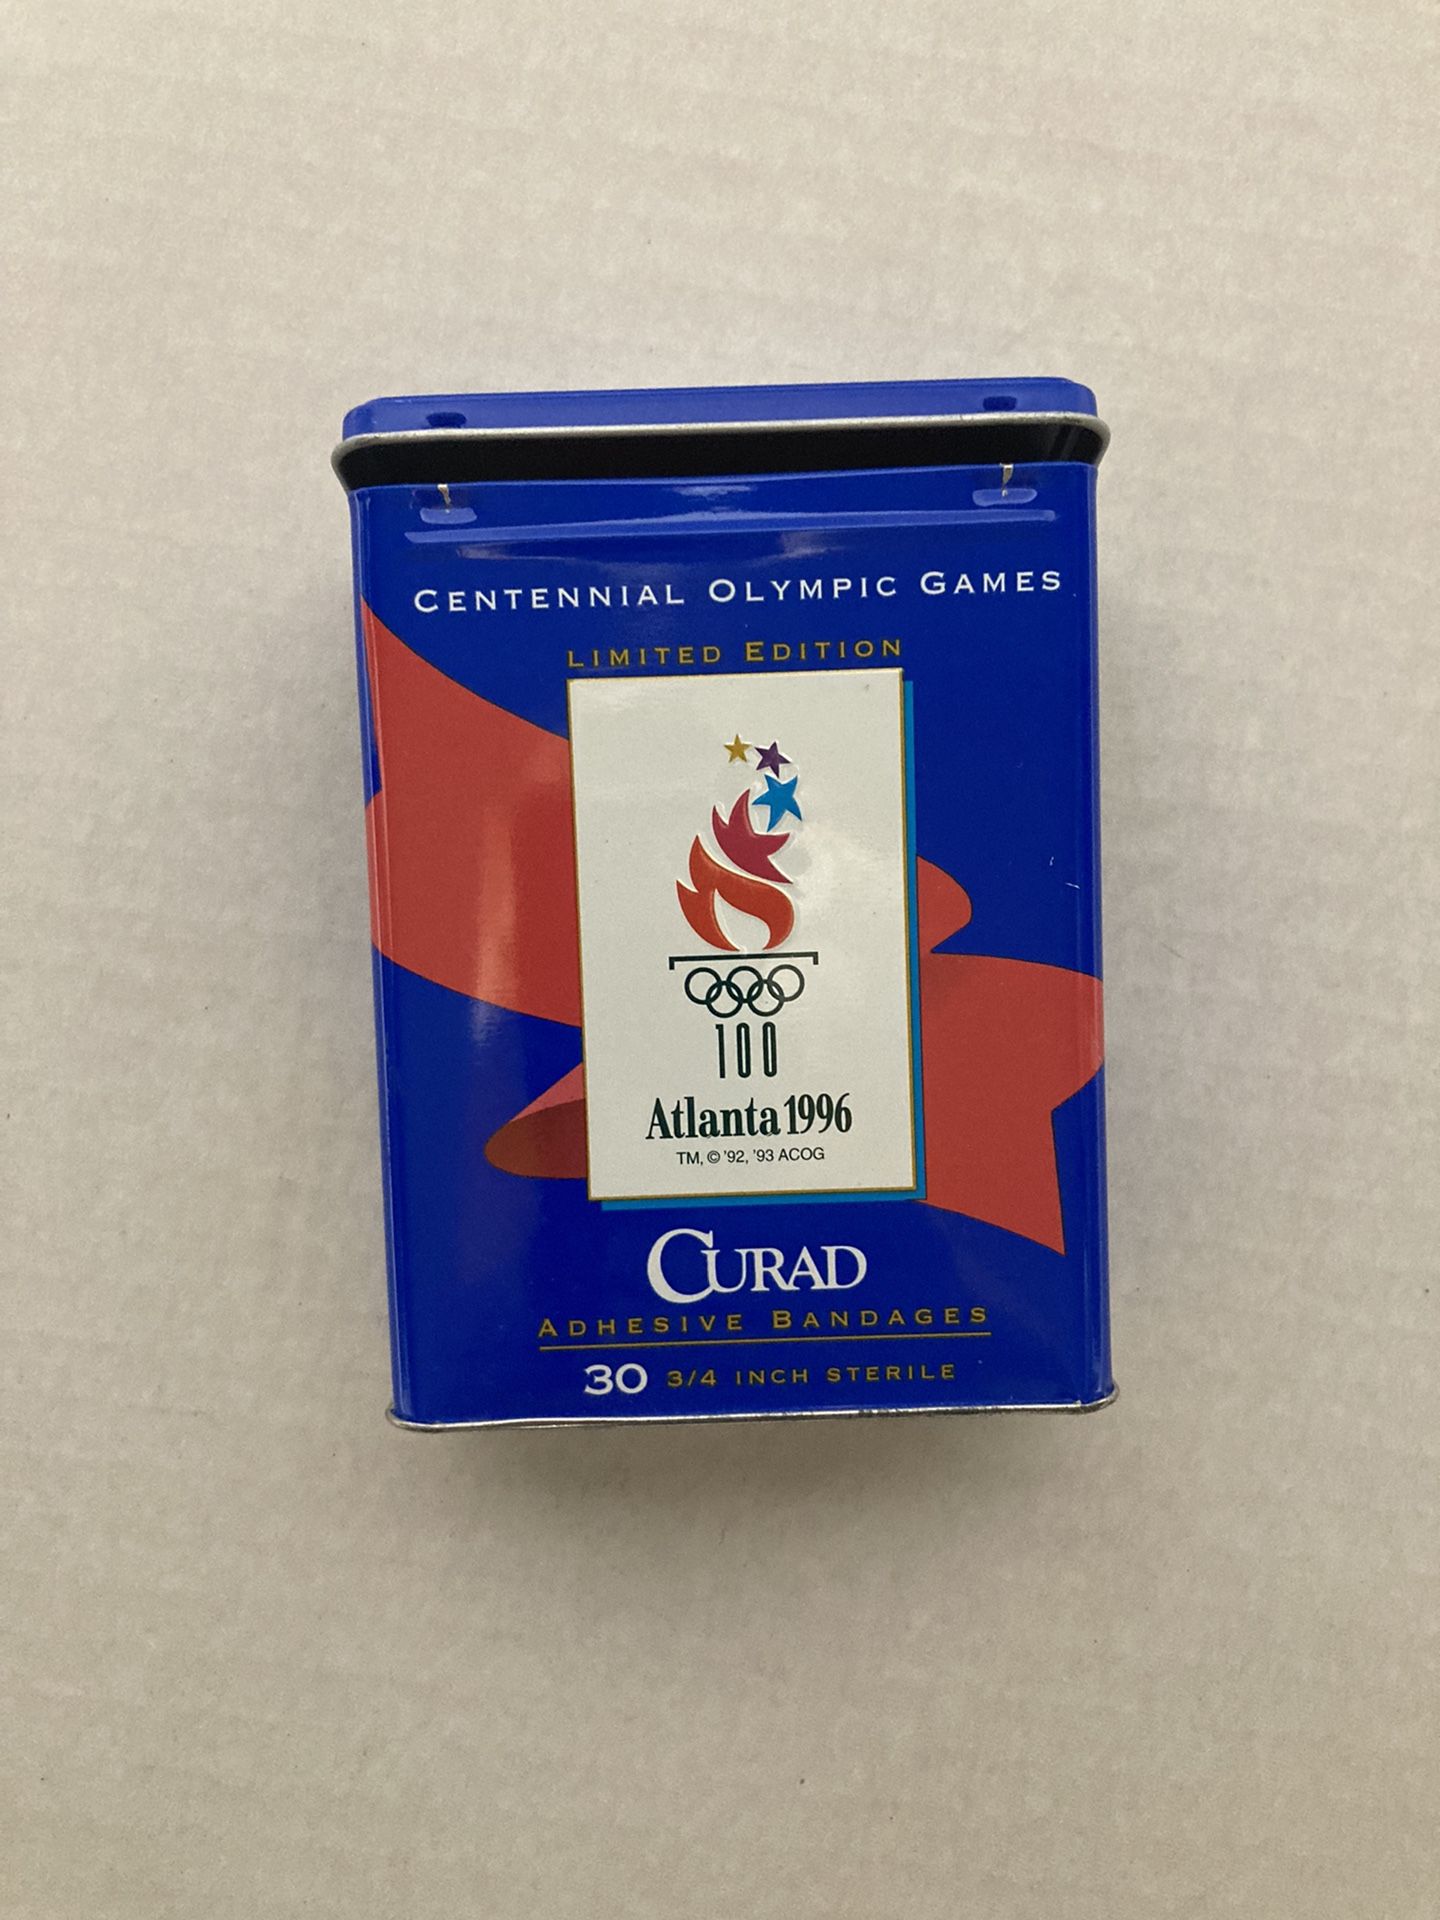 CENTENNIAL OLYMPIC GAMES
LIMITED EDITION
100
Atlanta 1996
TM, © '92, '93 ACOG
CURAD
ADHESIVE BANDAGES
30 3/4 INCH STERILE